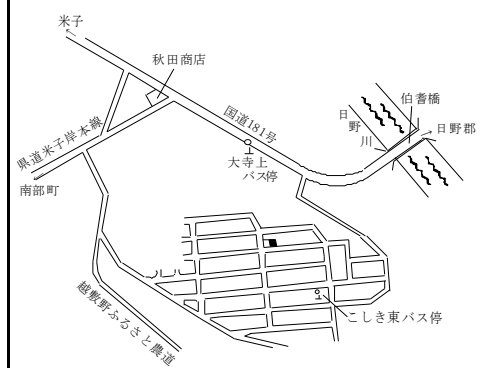 米子
秋田商店
国道181号
伯耆橋
日野川
日野郡
県道米子岸本線
大寺上
バス停
南部町
こしき東バス停
越敷野ふるさと農道